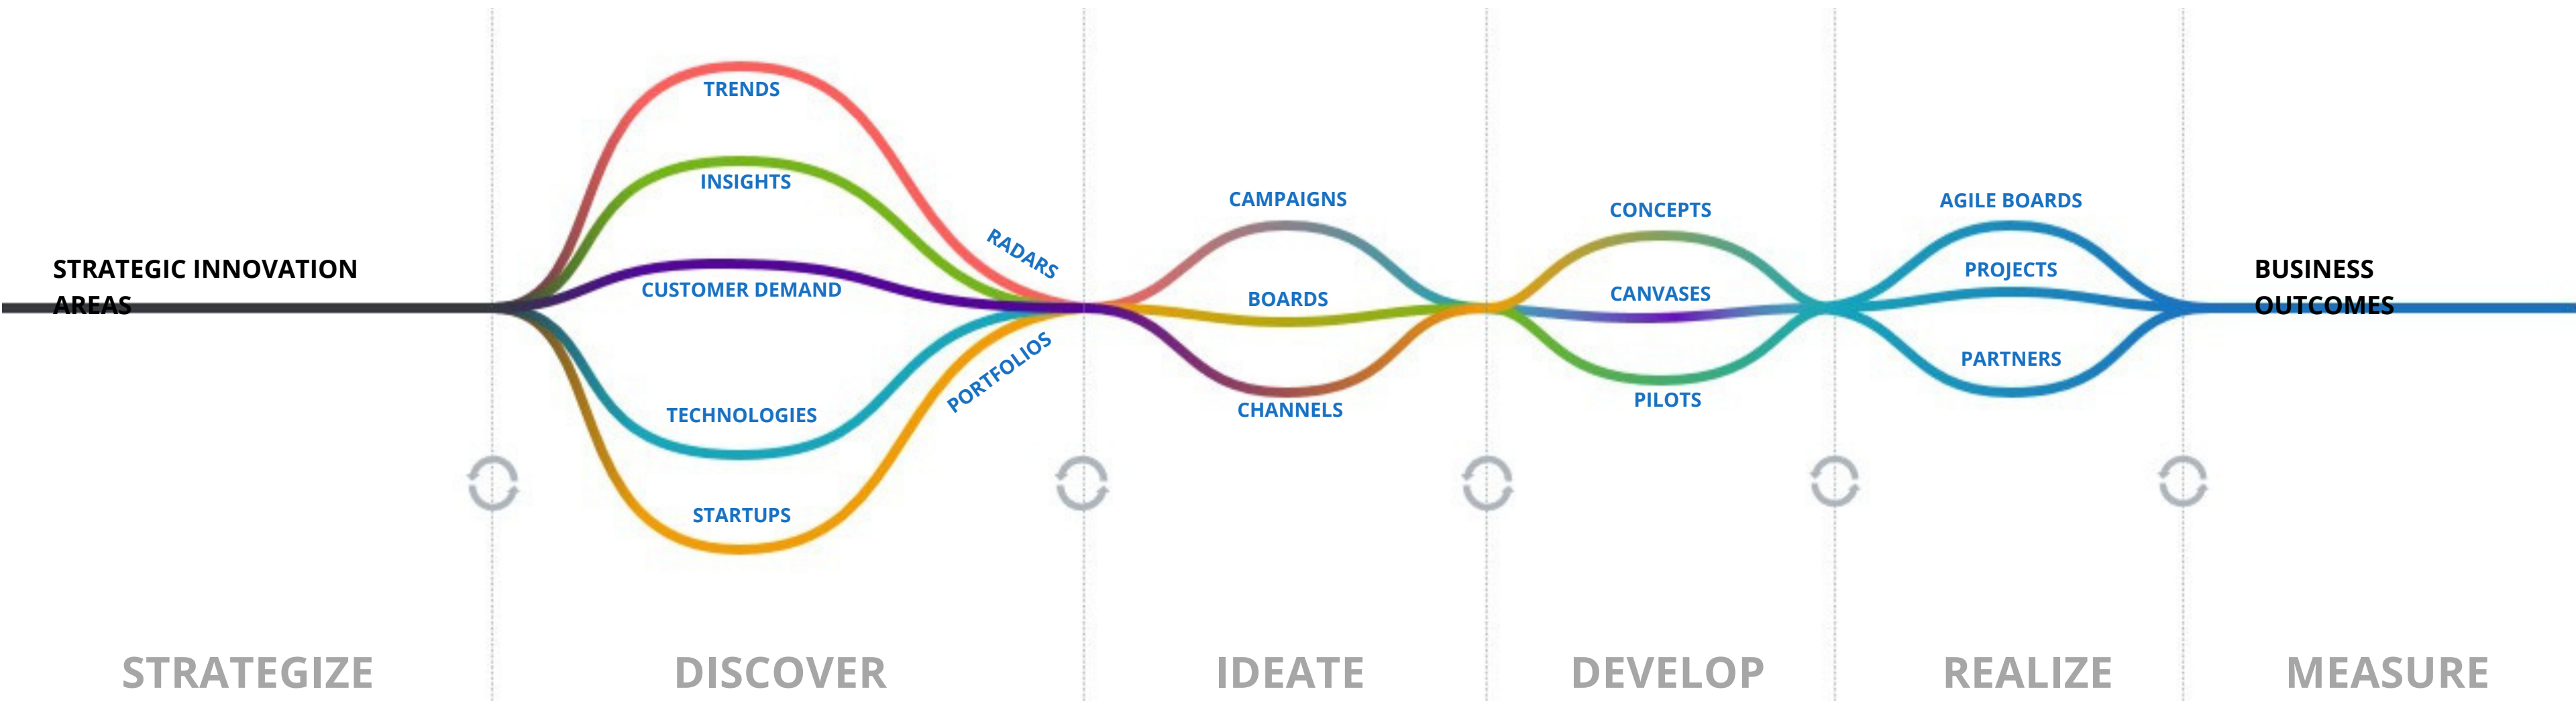 STRATEGIC INNOVATION
AREAS
TRENDS
INSIGHTS
CUSTOMER DEMAND
TECHNOLOGIES
STARTUPS
RADARS
PORTFOLIOS
CAMPAIGNS
BOARDS
CHANNELS
CONCEPTS
CANVASES
PILOTS
AGILE BOARDS
PROJECTS
PARTNERS
BUSINESS
OUTCOMES
STRATEGIZE
DISCOVER
IDEATE
DEVELOP
REALIZE
MEASURE